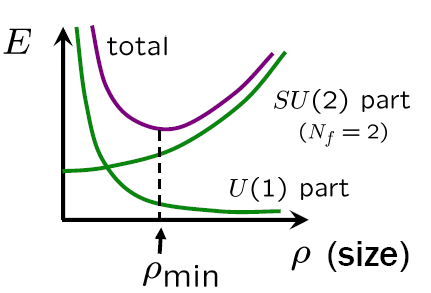 E
total
SU(2) part
(N_f = 2)
U(1) part
ρ (size)
ρ_min